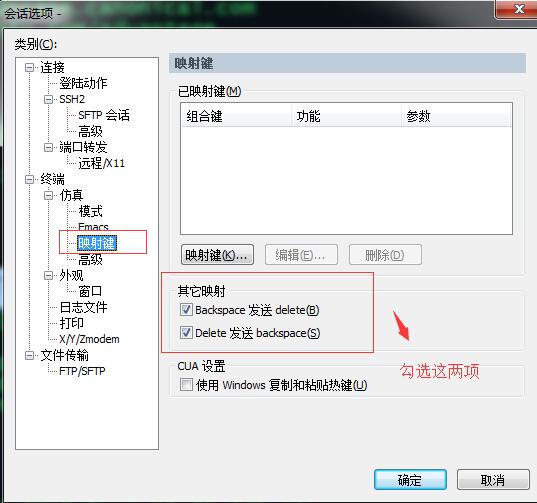 会话选项 -
类别(C):
连接
登陆动作
SSH2
SFTP 会话
高级
端口转发
远程/X11
终端
仿真
模式
Emacs
映射键
高级
外观
窗口
日志文件
打印
X/Y/Zmodem
文件传输
FTP/SFTP
映射键
已映射键(M)
组合键 功能 参数
映射键(K)... 编辑(E)... 删除(D)
其它映射
Backspace 发送 delete(B)
Delete 发送 backspace(S)
勾选这两项
CUA 设置
使用 Windows 复制和粘贴热键(U)
确定 取消